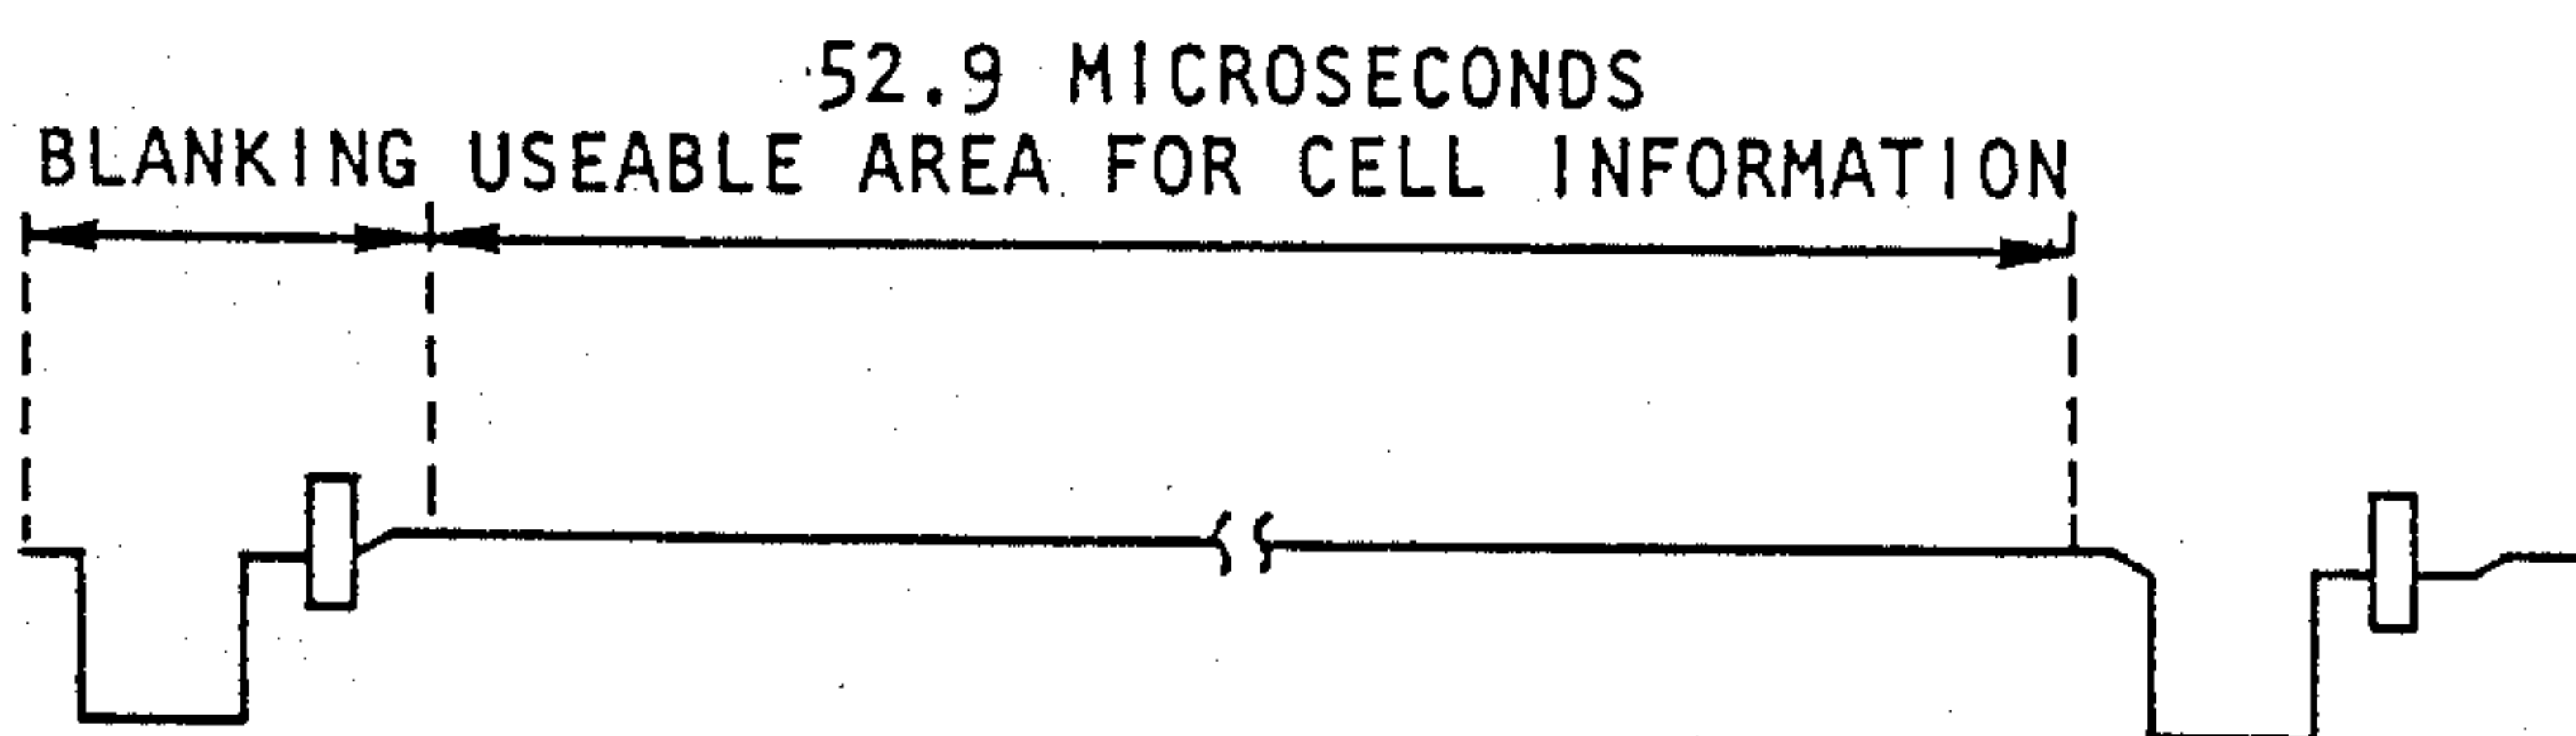 52.9 MICROSECONDS
BLANKING USEABLE AREA FOR CELL INFORMATION